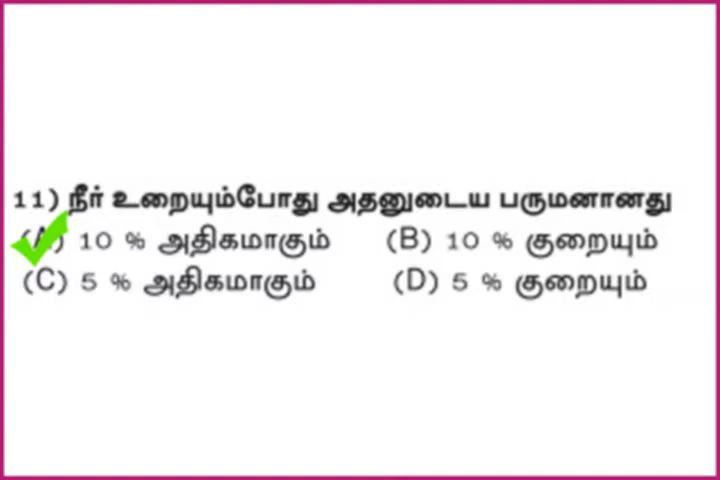 11) நீர் உறையும்போது அதனுடைய பருமனானது
(A) 10 % அதிகமாகும் (B) 10 % குறையும்
(C) 5 % அதிகமாகும் (D) 5 % குறையும்